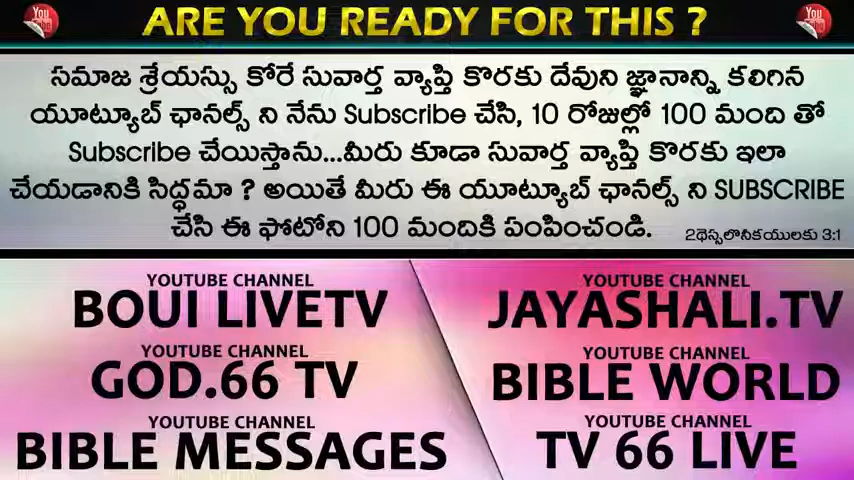 You
ARE YOU READY FOR THIS ?
You
సమాజ శ్రేయస్సు కోరే సువార్త వ్యాప్తి కొరకు దేవుని జ్ఞానాన్ని కలిగిన
యూట్యూబ్ ఛానల్స్ ని నేను Subscribe చేసి, 10 రోజుల్లో 100 మంది తో
Subscribe చేయిస్తాను...మీరు కూడా సువార్త వ్యాప్తి కొరకు ఇలా
చేయడానికి సిద్ధమా ? అయితే మీరు ఈ యూట్యూబ్ ఛానల్స్ ని SUBSCRIBE
చేసి ఈ ఫోటోని 100 మందికి పంపించండి.
2థెస్సలొనికయులకు 3:1
YOUTUBE CHANNEL
BOUI LIVETV
YOUTUBE CHANNEL
GOD.66 TV
YOUTUBE CHANNEL
BIBLE MESSAGES
YOUTUBE CHANNEL
JAYASHALI.TV
YOUTUBE CHANNEL
BIBLE WORLD
YOUTUBE CHANNEL
TV 66 LIVE